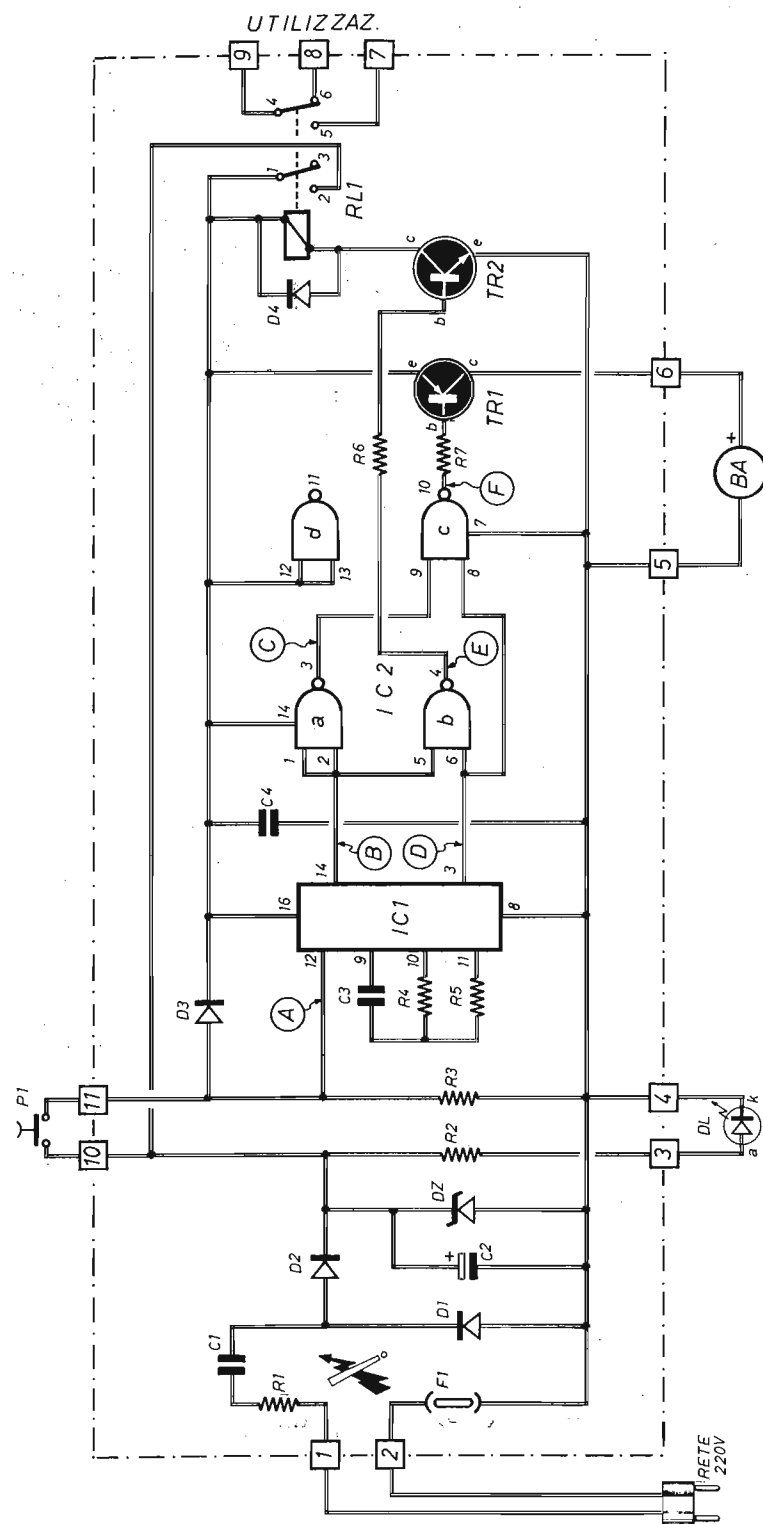 UTILIZZAZ.
9
8
7
4
6
5
1
3
2
RL1
D4
c
b
e
TR2
e
b
c
TR1
R6
R7
10
F
6
+
BA
5
11
d
12
13
9
c
7
8
C
3
IC2
4
E
14
a
1
2
b
5
6
C4
B
D
14
3
16
IC1
8
12
9
10
11
C3
R4
R5
A
D3
P1
11
10
R3
R2
4
3
DL
k
a
DZ
D2
+
C2
D1
C1
R1
F1
1
2
RETE
220V